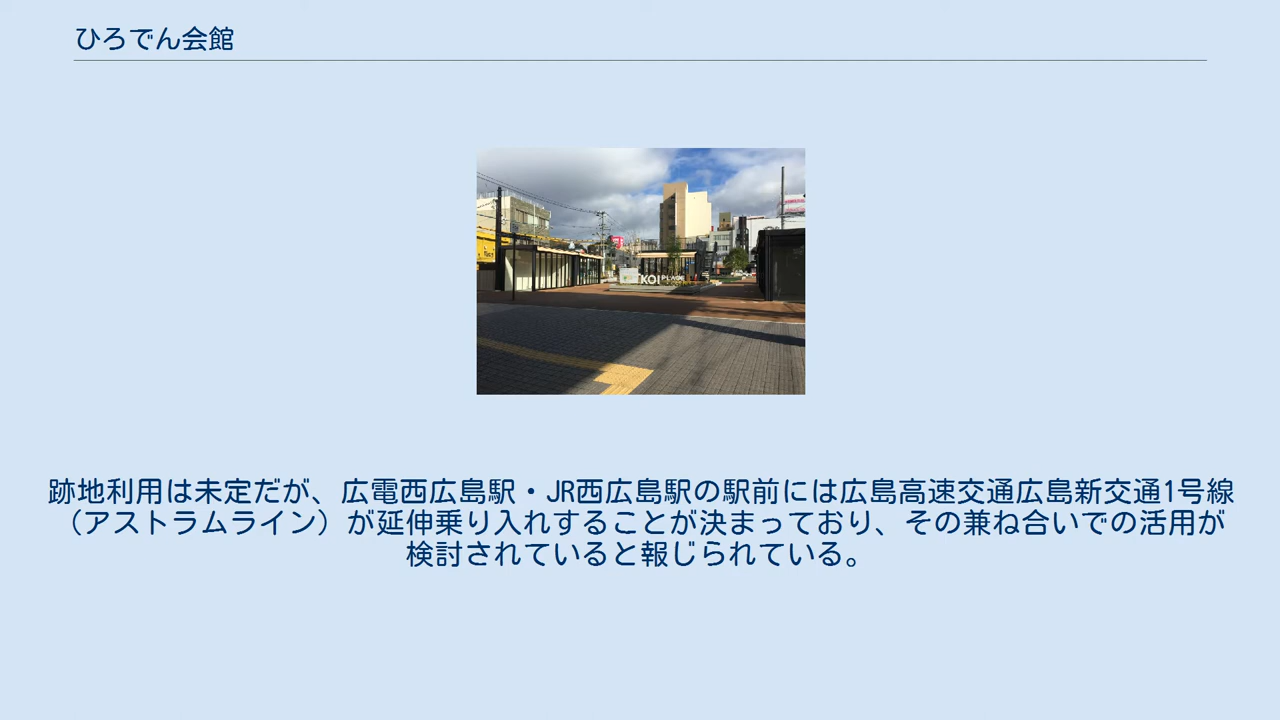 ひろでん会館
KOI PLACE
跡地利用は未定だが、広電西広島駅・JR西広島駅の駅前には広島高速交通広島新交通1号線
（アストラムライン）が延伸乗り入れすることが決まっており、その兼ね合いでの活用が
検討されていると報じられている。